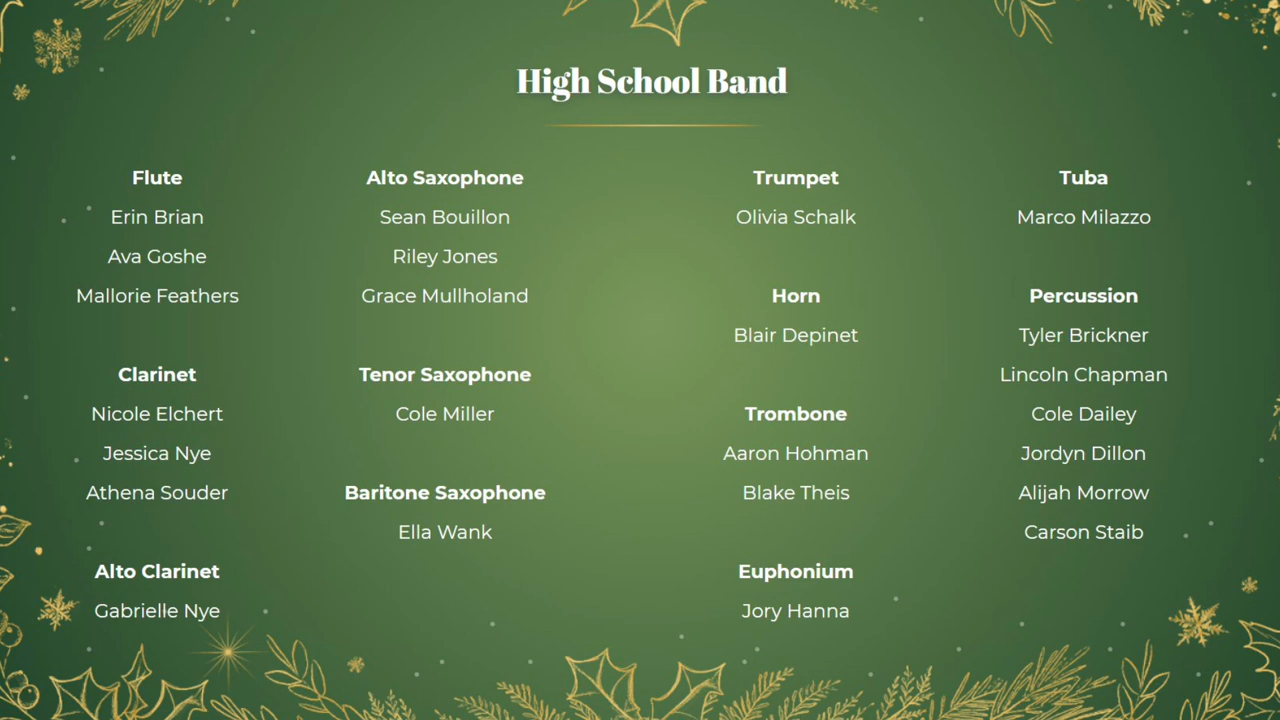 High School Band
Flute
Erin Brian
Ava Goshe
Mallorie Feathers
Clarinet
Nicole Elchert
Jessica Nye
Athena Souder
Alto Clarinet
Gabrielle Nye
Alto Saxophone
Sean Bouillon
Riley Jones
Grace Mullholand
Tenor Saxophone
Cole Miller
Baritone Saxophone
Ella Wank
Trumpet
Olivia Schalk
Horn
Blair Depinet
Trombone
Aaron Hohman
Blake Theis
Euphonium
Jory Hanna
Tuba
Marco Milazzo
Percussion
Tyler Brickner
Lincoln Chapman
Cole Dailey
Jordyn Dillon
Alijah Morrow
Carson Staib